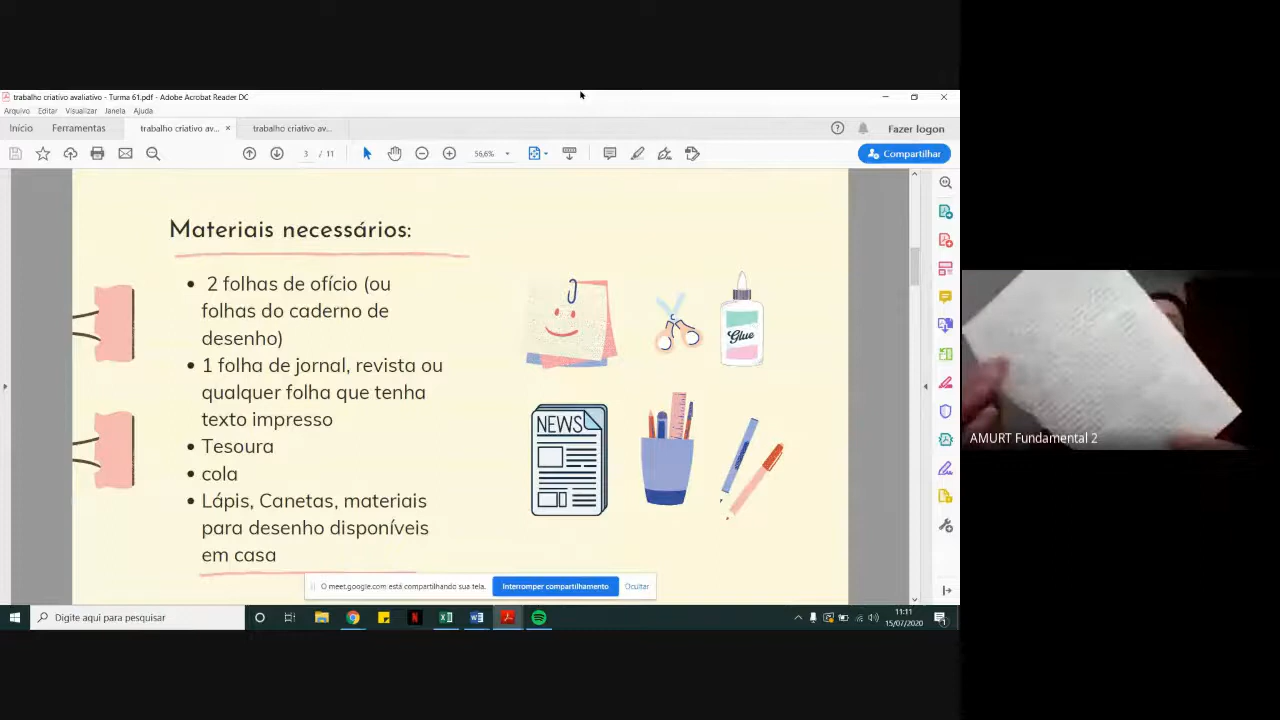 trabalho criativo avaliativo - Turma 61.pdf - Adobe Acrobat Reader DC
Arquivo Editar Visualizar Janela Ajuda
Início Ferramentas trabalho criativo av... × trabalho criativo av... Fazer logon
3 / 11 56,6% Compartilhar
Materiais necessários:
• 2 folhas de ofício (ou
folhas do caderno de
desenho)
• 1 folha de jornal, revista ou
qualquer folha que tenha
texto impresso
• Tesoura
• cola
• Lápis, Canetas, materiais
para desenho disponíveis
em casa
Glue
NEWS
AMURT Fundamental 2
O meet.google.com está compartilhando sua tela. Interromper compartilhamento Ocultar
Digite aqui para pesquisar
11:11
15/07/2020